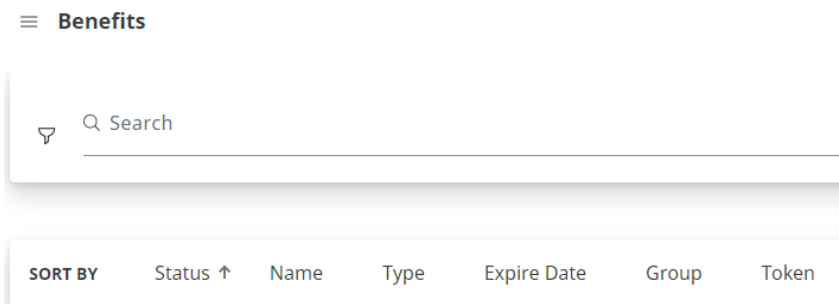 Benefits
Search
SORT BY Status ↑ Name Type Expire Date Group Token